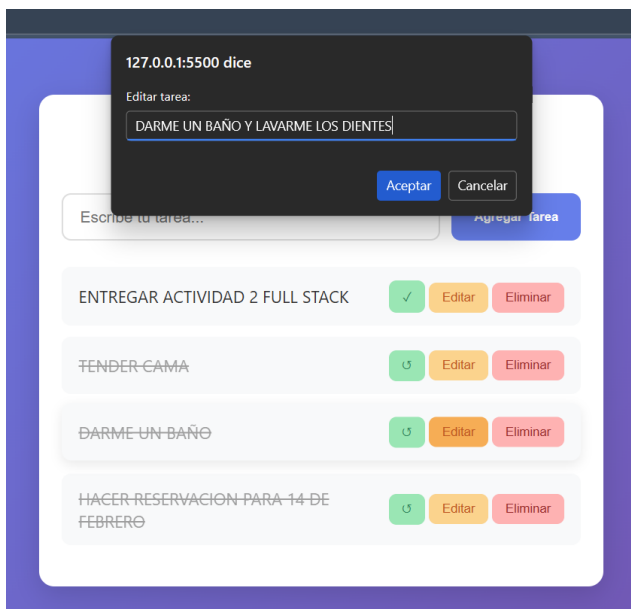 127.0.0.1:5500 dice
Editar tarea:
DARME UN BAÑO Y LAVARME LOS DIENTES
Aceptar Cancelar
Escribe tu tarea... Agregar Tarea
ENTREGAR ACTIVIDAD 2 FULL STACK ✓ Editar Eliminar
TENDER CAMA ↺ Editar Eliminar
DARME UN BAÑO ↺ Editar Eliminar
HACER RESERVACION PARA 14 DE
FEBRERO ↺ Editar Eliminar